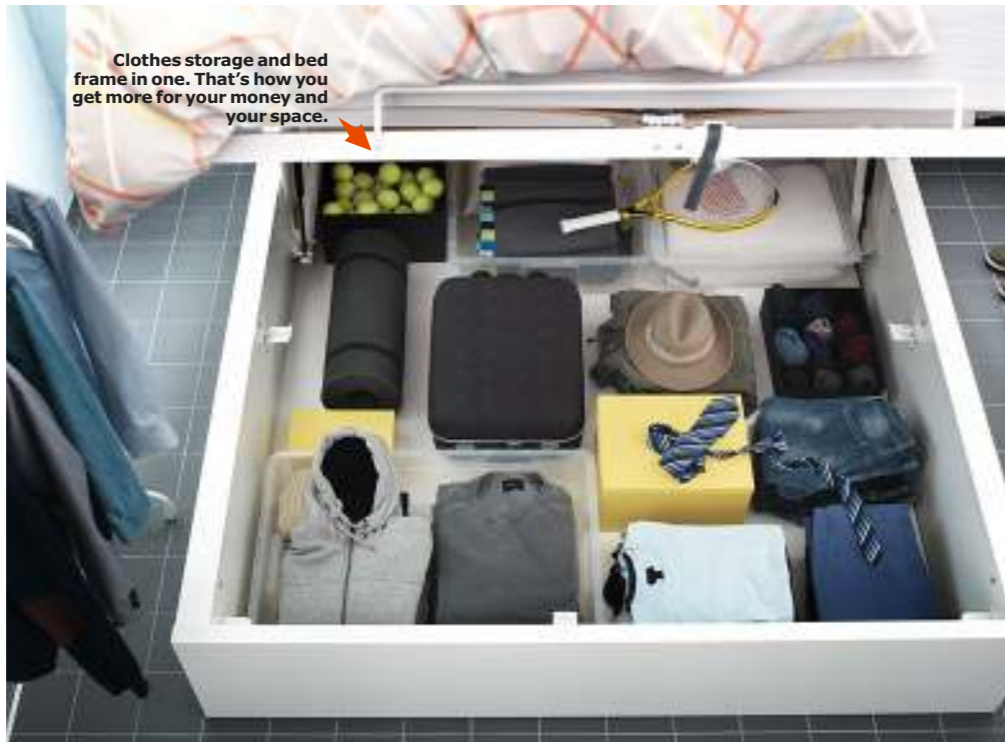 Clothes storage and bed
frame in one. That’s how you
get more for your money and
your space.